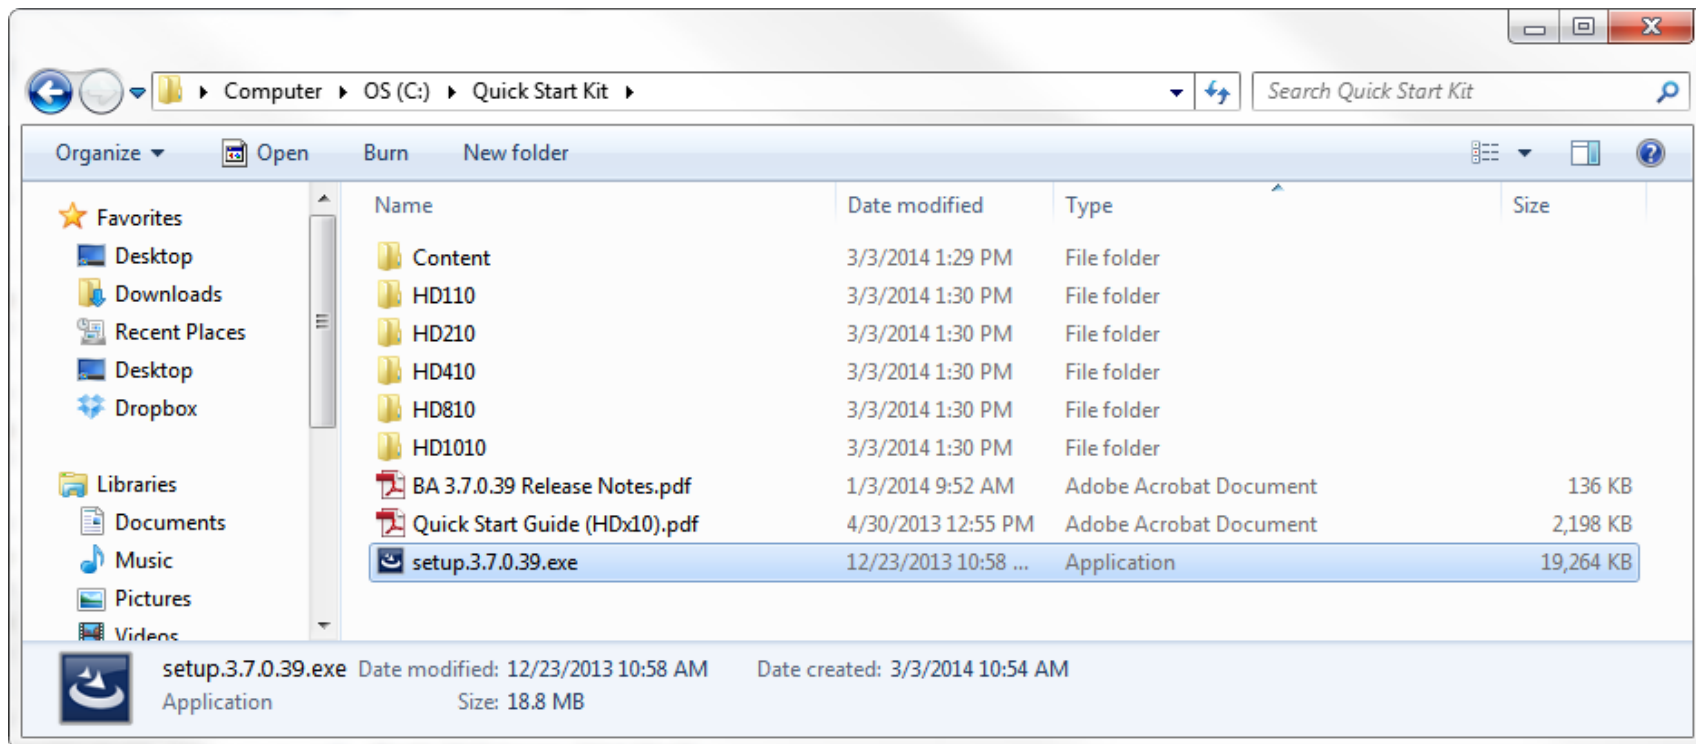 Computer OS (C:) Quick Start Kit Search Quick Start Kit
Organize Open Burn New folder
Favorites
Desktop
Downloads
Recent Places
Desktop
Dropbox
Libraries
Documents
Music
Pictures
Videos
Name Date modified Type Size
Content 3/3/2014 1:29 PM File folder
HD110 3/3/2014 1:30 PM File folder
HD210 3/3/2014 1:30 PM File folder
HD410 3/3/2014 1:30 PM File folder
HD810 3/3/2014 1:30 PM File folder
HD1010 3/3/2014 1:30 PM File folder
BA 3.7.0.39 Release Notes.pdf 1/3/2014 9:52 AM Adobe Acrobat Document 136 KB
Quick Start Guide (HDx10).pdf 4/30/2013 12:55 PM Adobe Acrobat Document 2,198 KB
setup.3.7.0.39.exe 12/23/2013 10:58 ... Application 19,264 KB
setup.3.7.0.39.exe Date modified: 12/23/2013 10:58 AM Date created: 3/3/2014 10:54 AM
Application Size: 18.8 MB